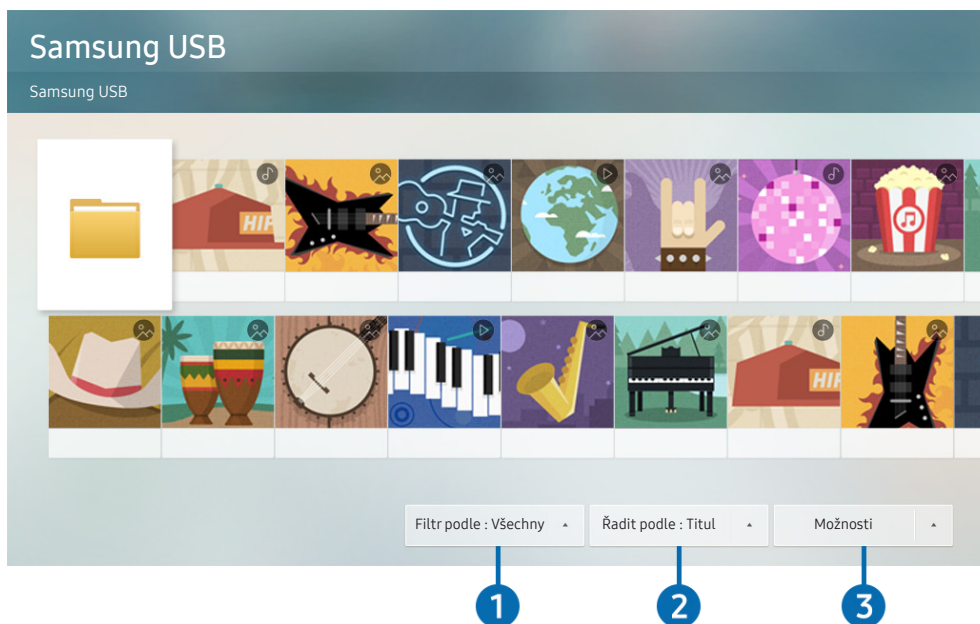 Samsung USB
Samsung USB
HIF
HIF
Filtr podle : Všechny
Řadit podle : Titul
Možnosti
1
2
3